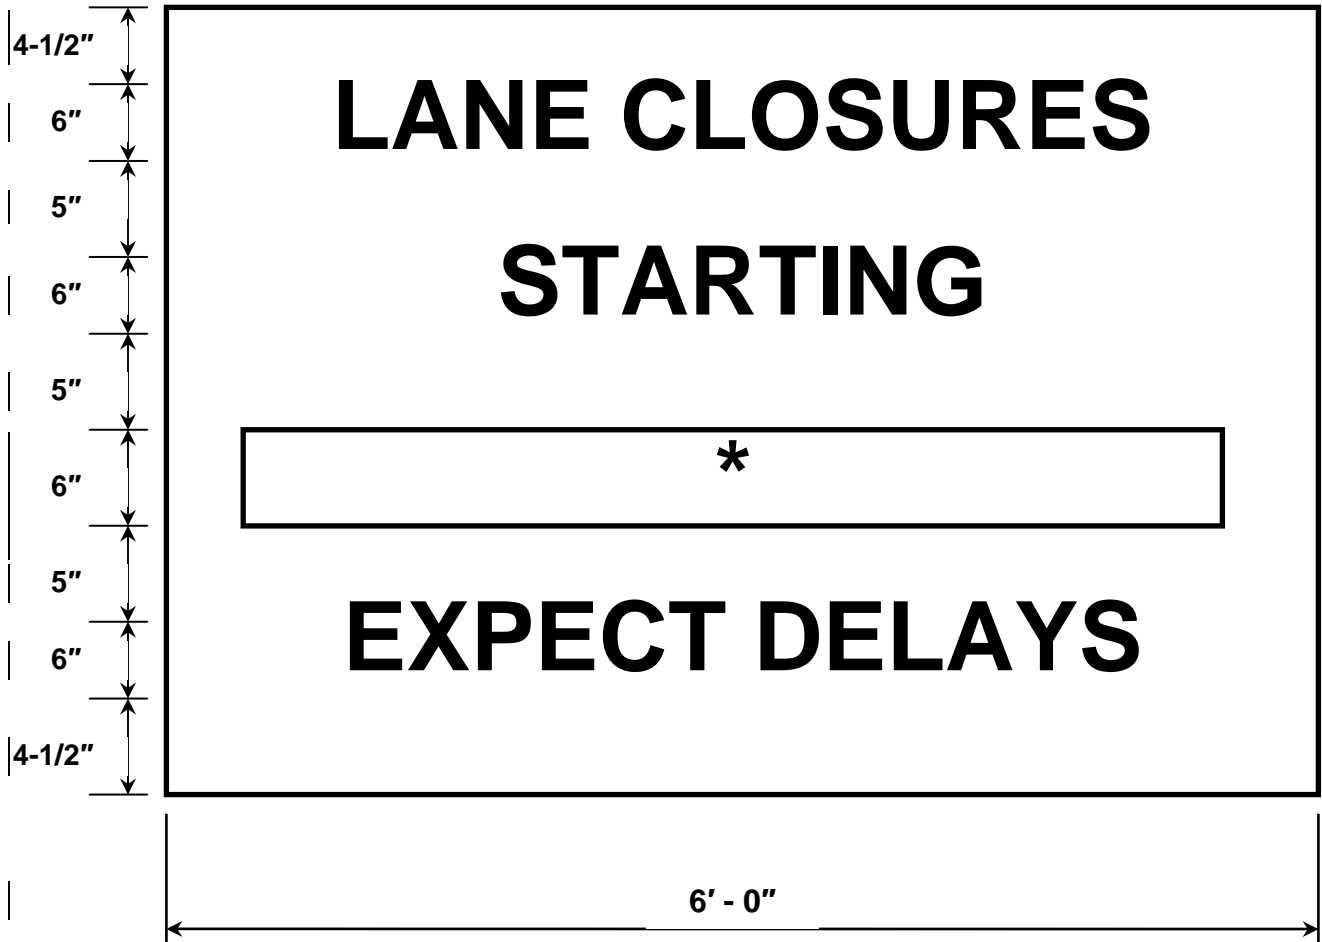 4-1/2″
6″
LANE CLOSURES
5″
6″
STARTING
5″
6″
*
5″
6″
EXPECT DELAYS
4-1/2″
6′ - 0″